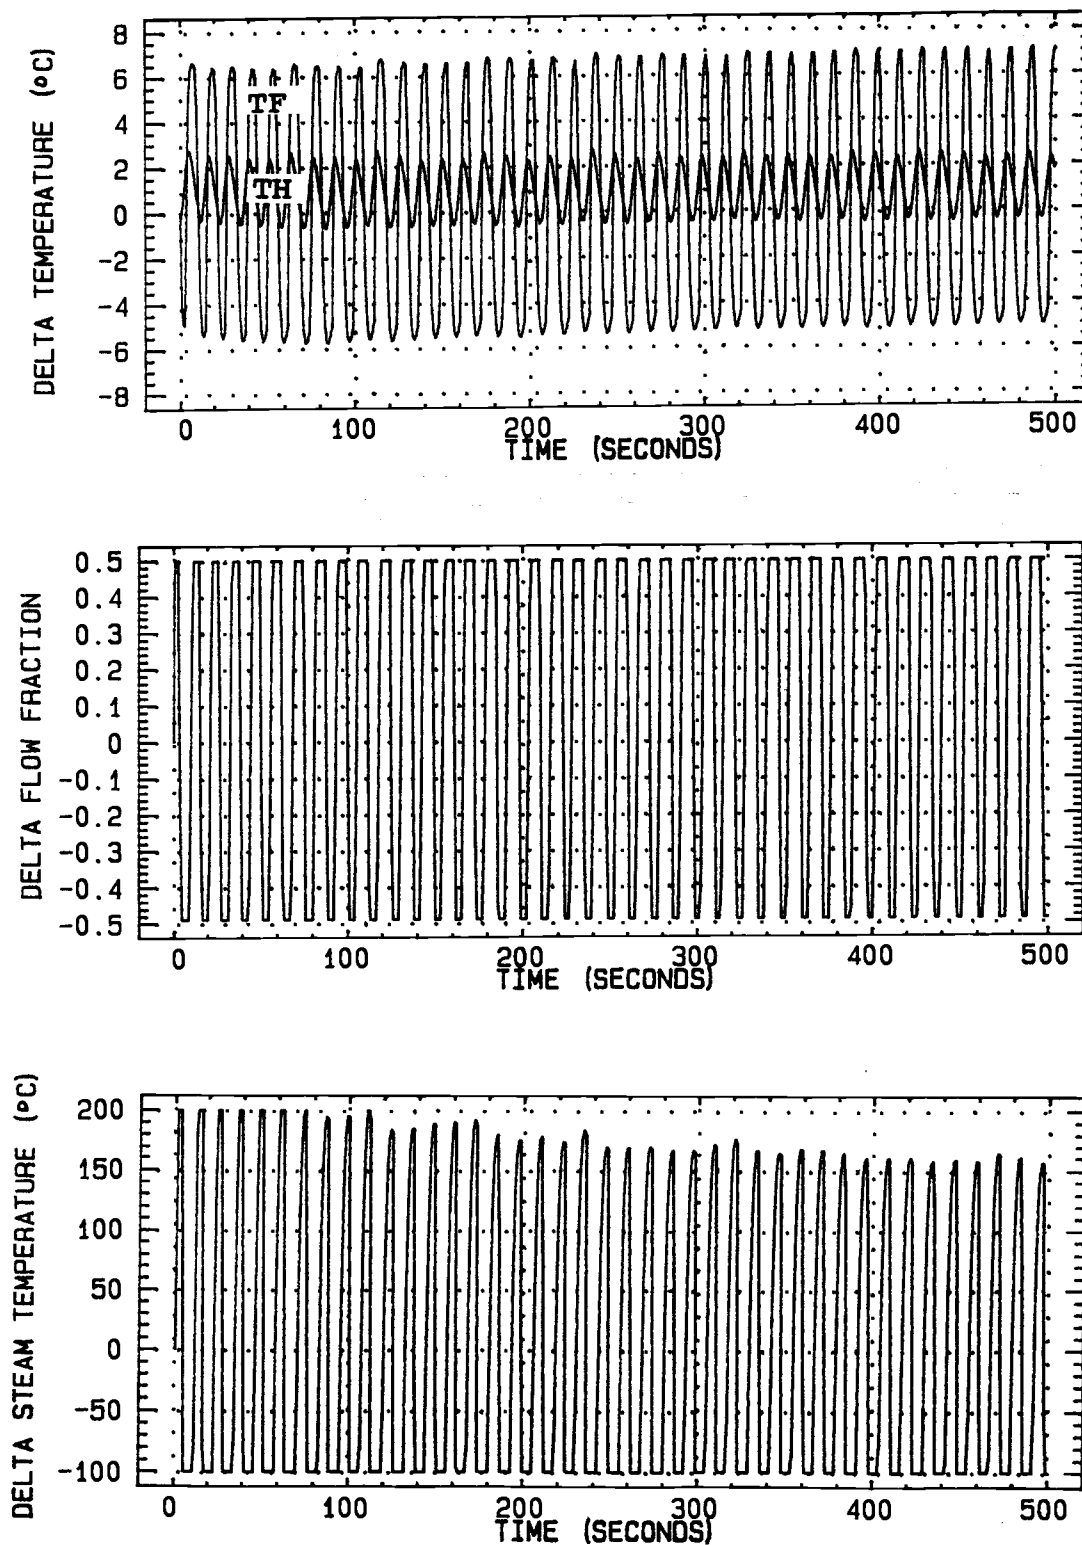 DELTA TEMPERATURE (oC)
8
6
4
2
0
-2
-4
-6
-8
TF
TH
0 100 200 300 400 500
TIME (SECONDS)
DELTA FLOW FRACTION
0.5
0.4
0.3
0.2
0.1
0
-0.1
-0.2
-0.3
-0.4
-0.5
0 100 200 300 400 500
TIME (SECONDS)
DELTA STEAM TEMPERATURE (oC)
200
150
100
50
0
-50
-100
0 100 200 300 400 500
TIME (SECONDS)